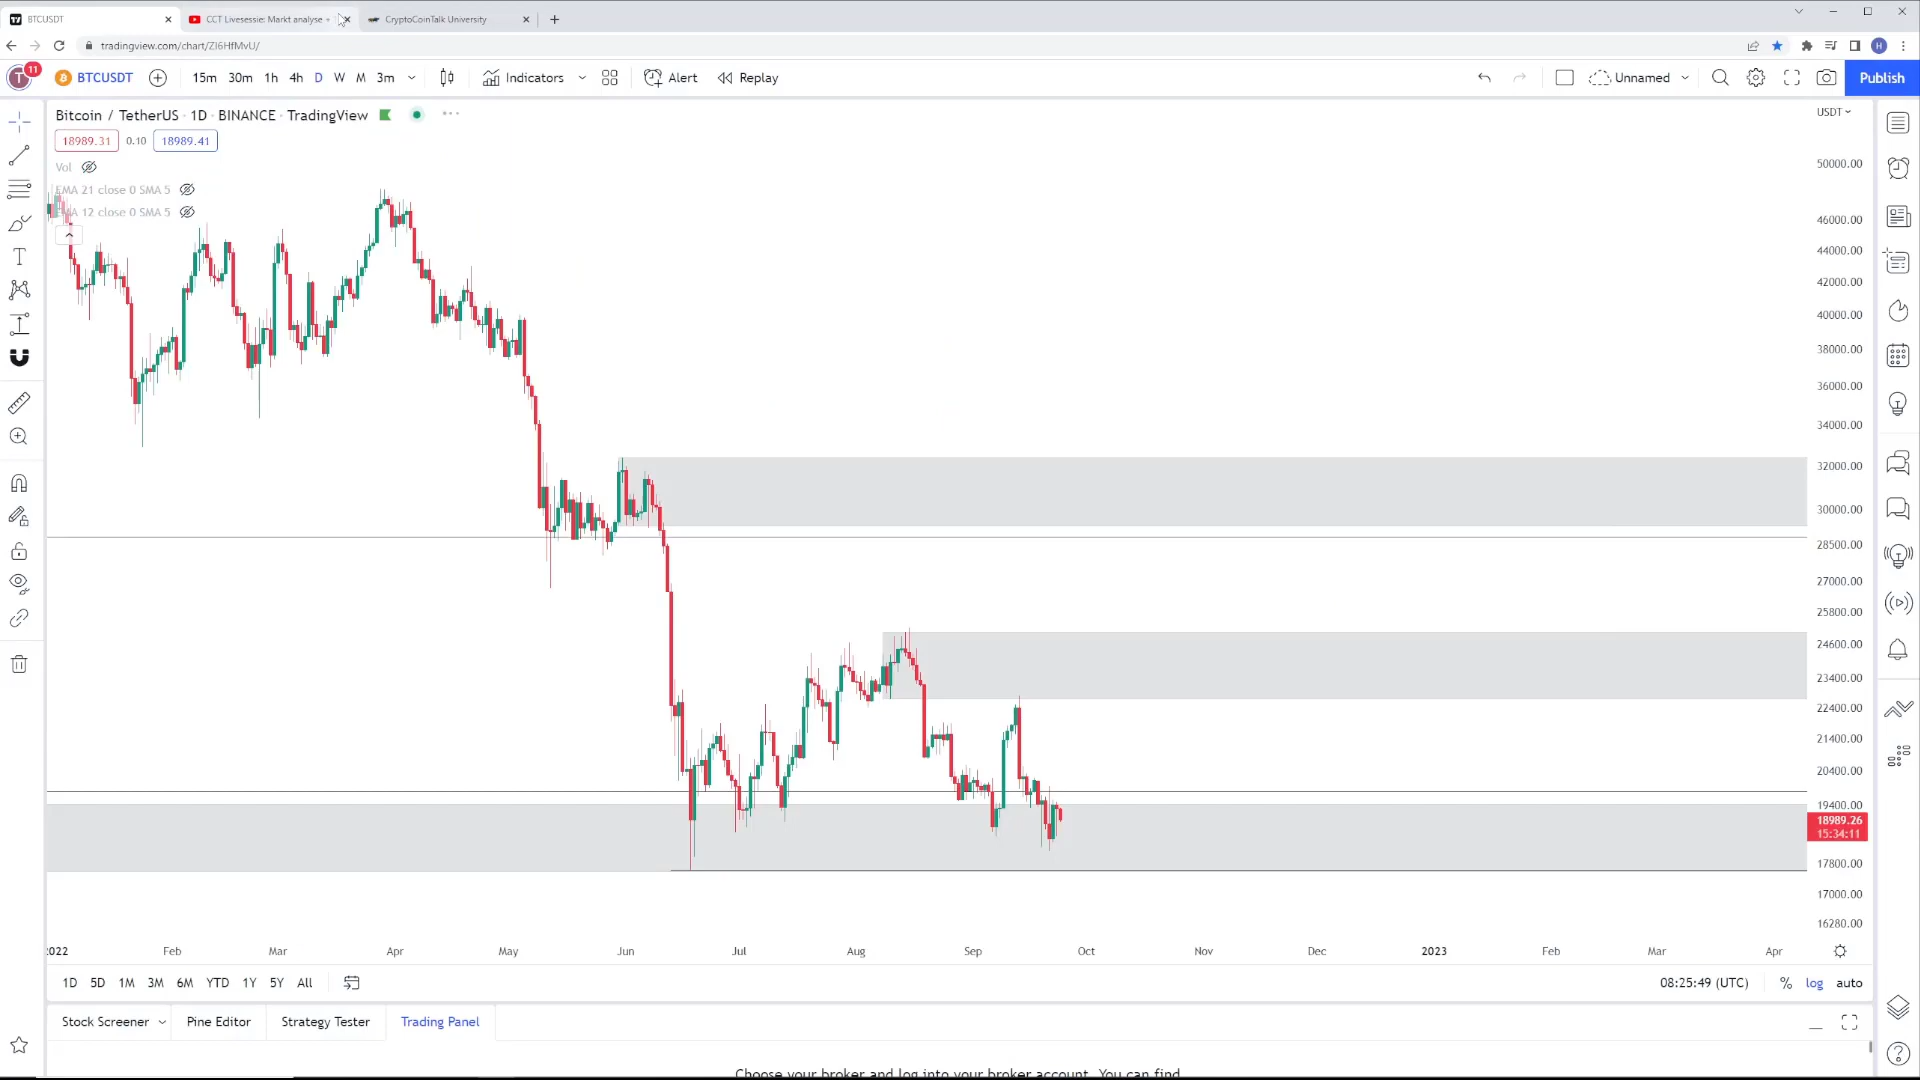 BTCUSDT
CCT Livesessie: Markt analyse +
CryptoCoinTalk University
tradingview.com/chart/ZI6HfMvU/
T 11
BTCUSDT 15m 30m 1h 4h D W M 3m Indicators Alert Replay Unnamed Publish
Bitcoin / TetherUS · 1D · BINANCE · TradingView
USDT
18989.31 0.10 18989.41
Vol
EMA 21 close 0 SMA 5
EMA 12 close 0 SMA 5
50000.00
46000.00
44000.00
42000.00
40000.00
38000.00
36000.00
34000.00
32000.00
30000.00
28500.00
27000.00
25800.00
24600.00
23400.00
22400.00
21400.00
20400.00
19400.00
18989.26
15:34:11
17800.00
17000.00
16280.00
2022 Feb Mar Apr May Jun Jul Aug Sep Oct Nov Dec 2023 Feb Mar Apr
1D 5D 1M 3M 6M YTD 1Y 5Y All 08:25:49 (UTC) % log auto
Stock Screener Pine Editor Strategy Tester Trading Panel
Choose your broker and log into your broker account. You can find